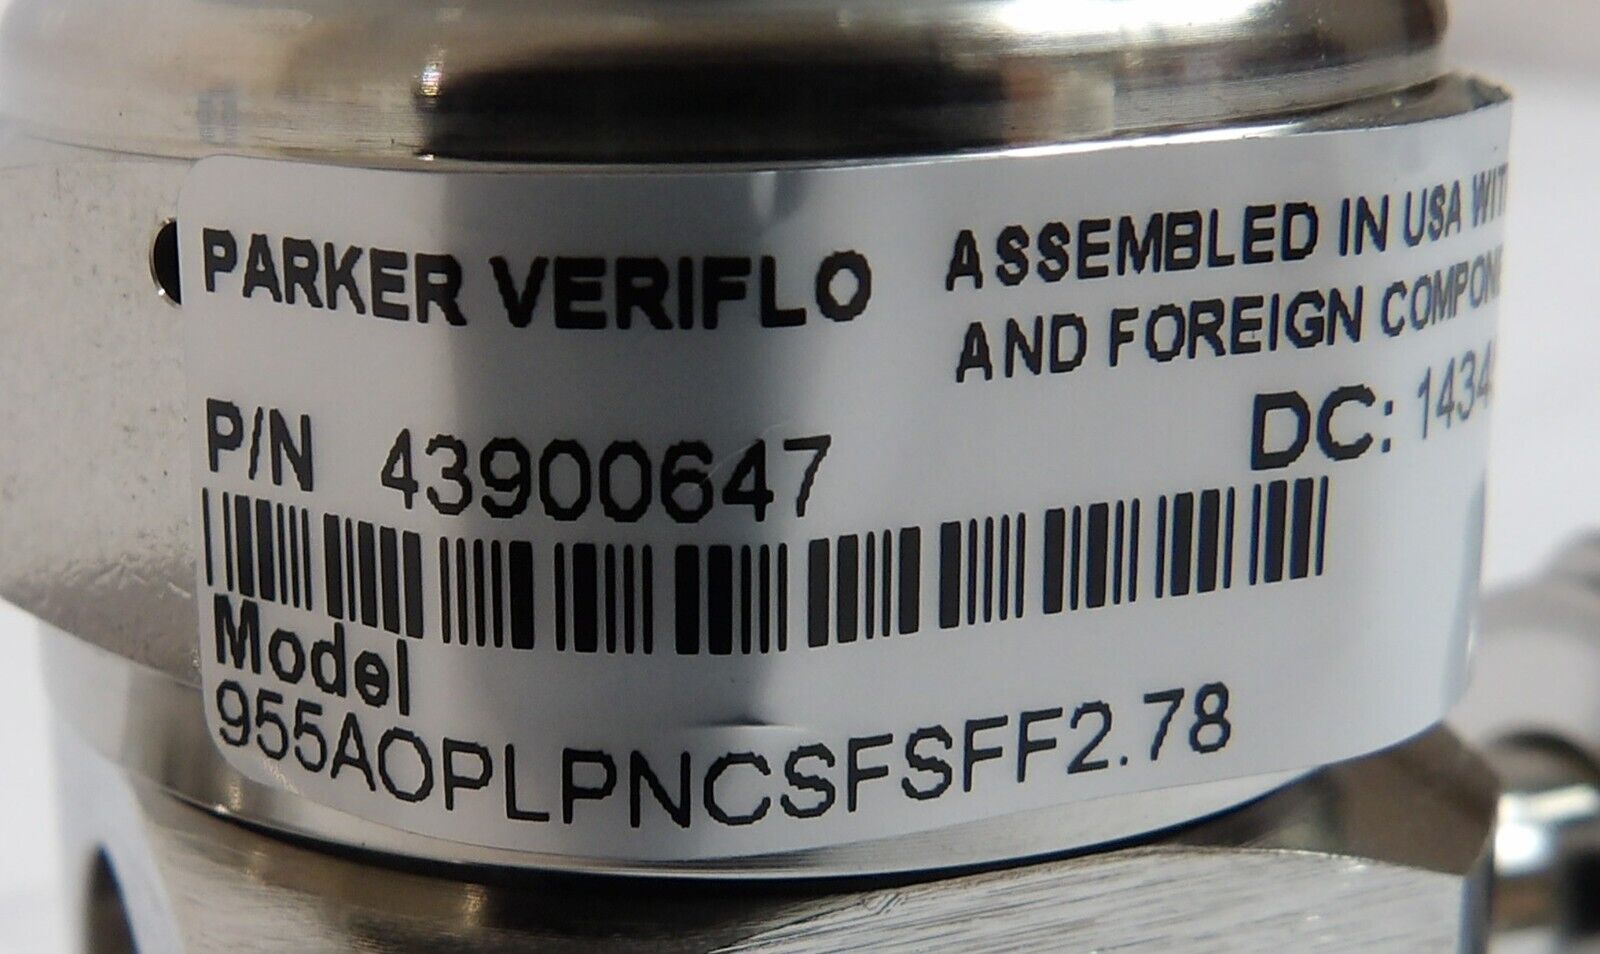 PARKER VERIFLO
ASSEMBLED IN USA
AND FOREIGN
P/N 43900647
DC:
Model
955AOPLPNCSFSFF2.78